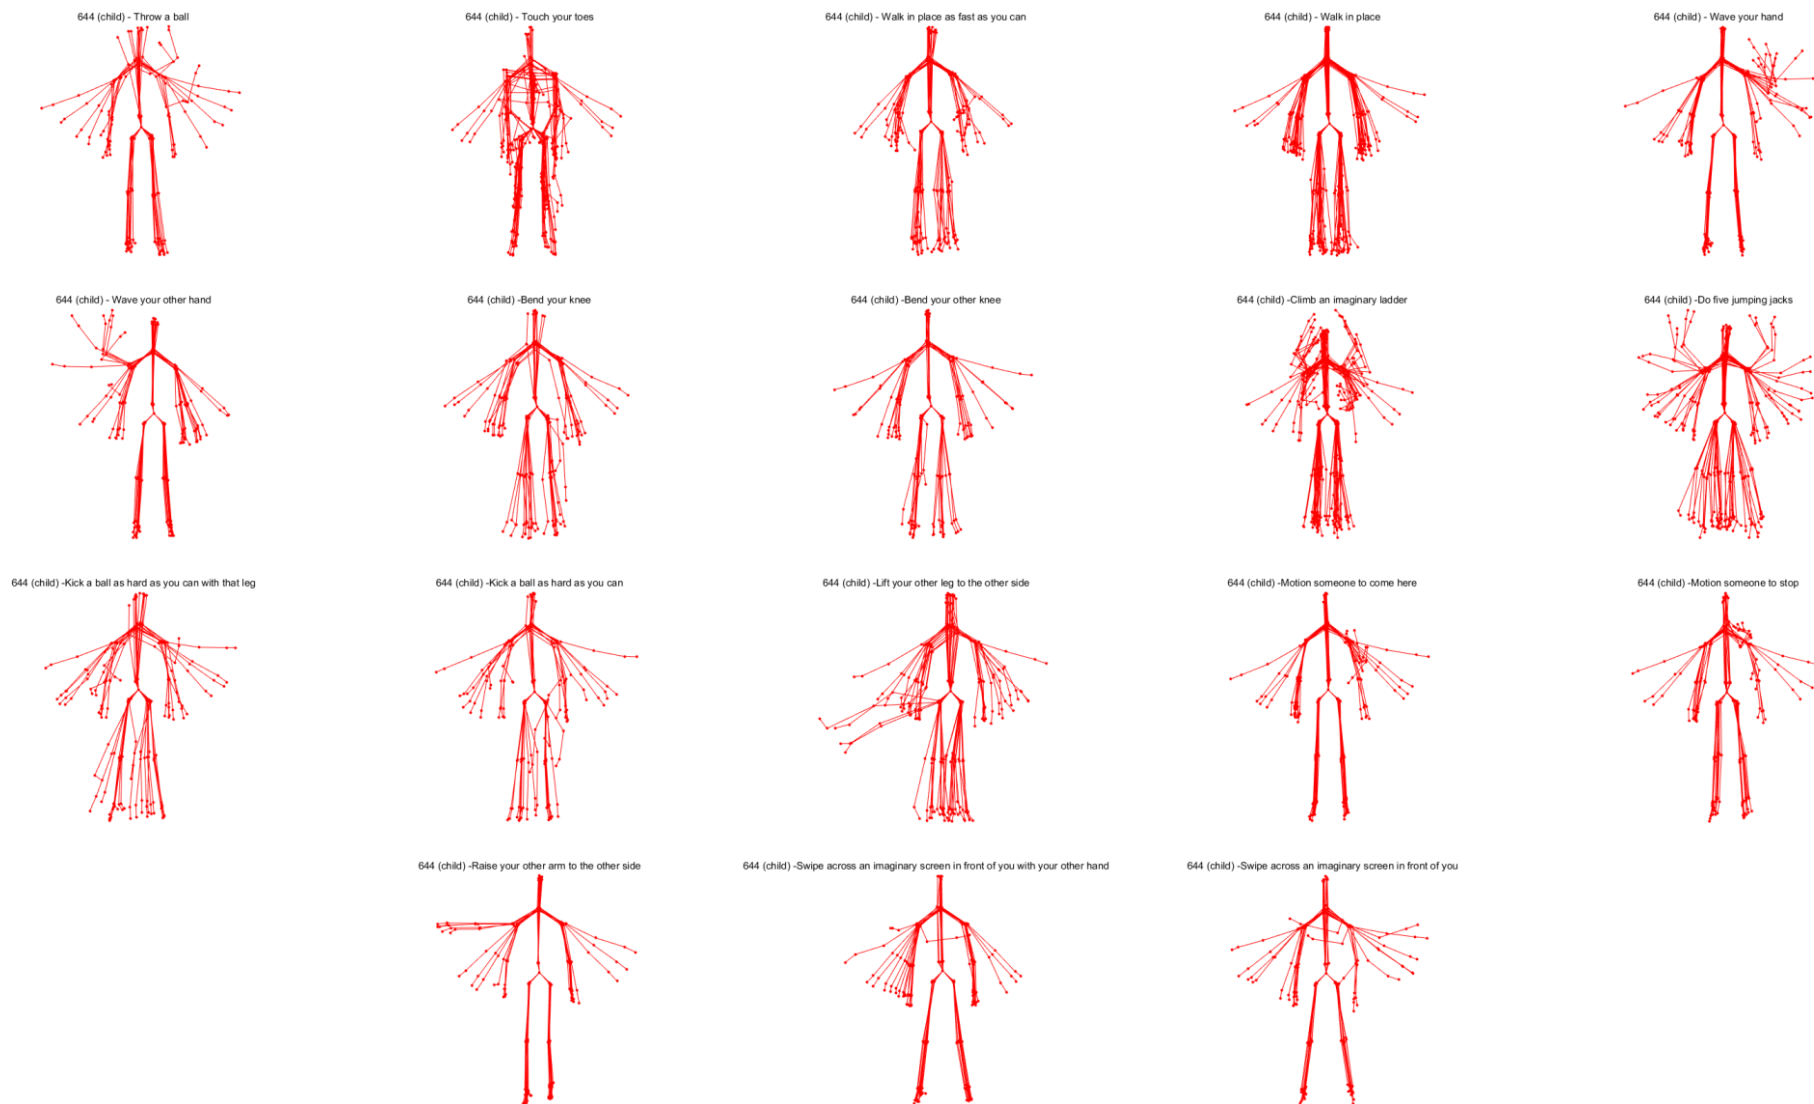 644 (child) - Throw a ball
644 (child) - Touch your toes
644 (child) - Walk in place as fast as you can
644 (child) - Walk in place
644 (child) - Wave your hand
644 (child) - Wave your other hand
644 (child) -Bend your knee
644 (child) -Bend your other knee
644 (child) -Climb an imaginary ladder
644 (child) -Do five jumping jacks
644 (child) -Kick a ball as hard as you can with that leg
644 (child) -Kick a ball as hard as you can
644 (child) -Lift your other leg to the other side
644 (child) -Motion someone to come here
644 (child) -Motion someone to stop
644 (child) -Raise your other arm to the other side
644 (child) -Swipe across an imaginary screen in front of you with your other hand
644 (child) -Swipe across an imaginary screen in front of you